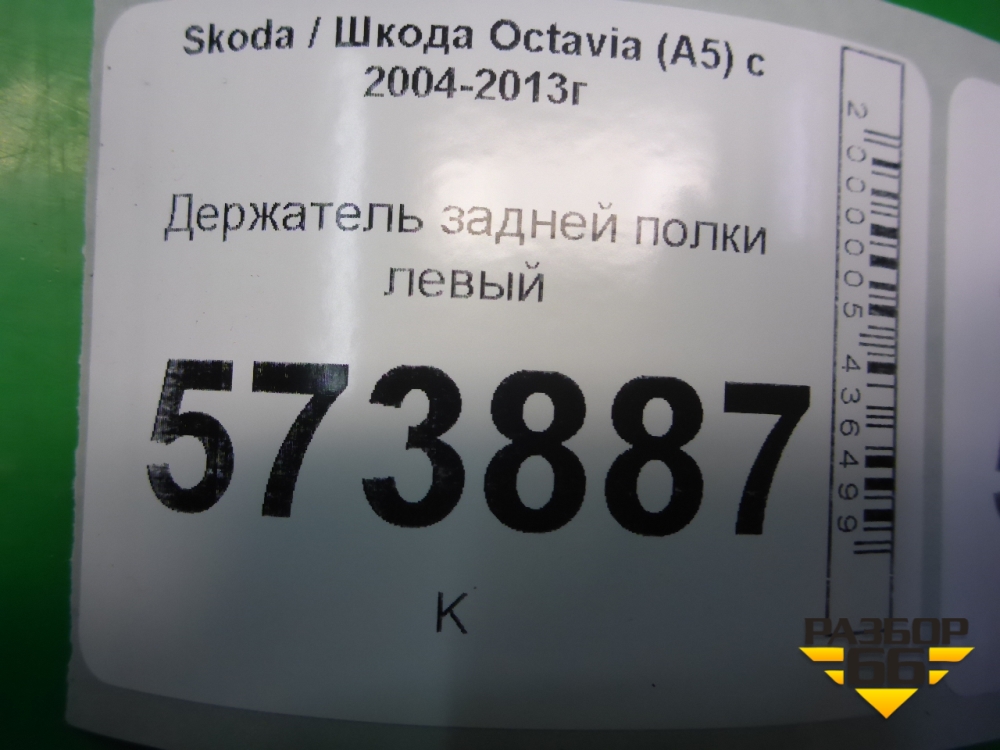 Skoda / Шкода Octavia (A5) с
2004-2013г
Держатель задней полки
левый
573887
К
2000005436499
РАЗБОР
66